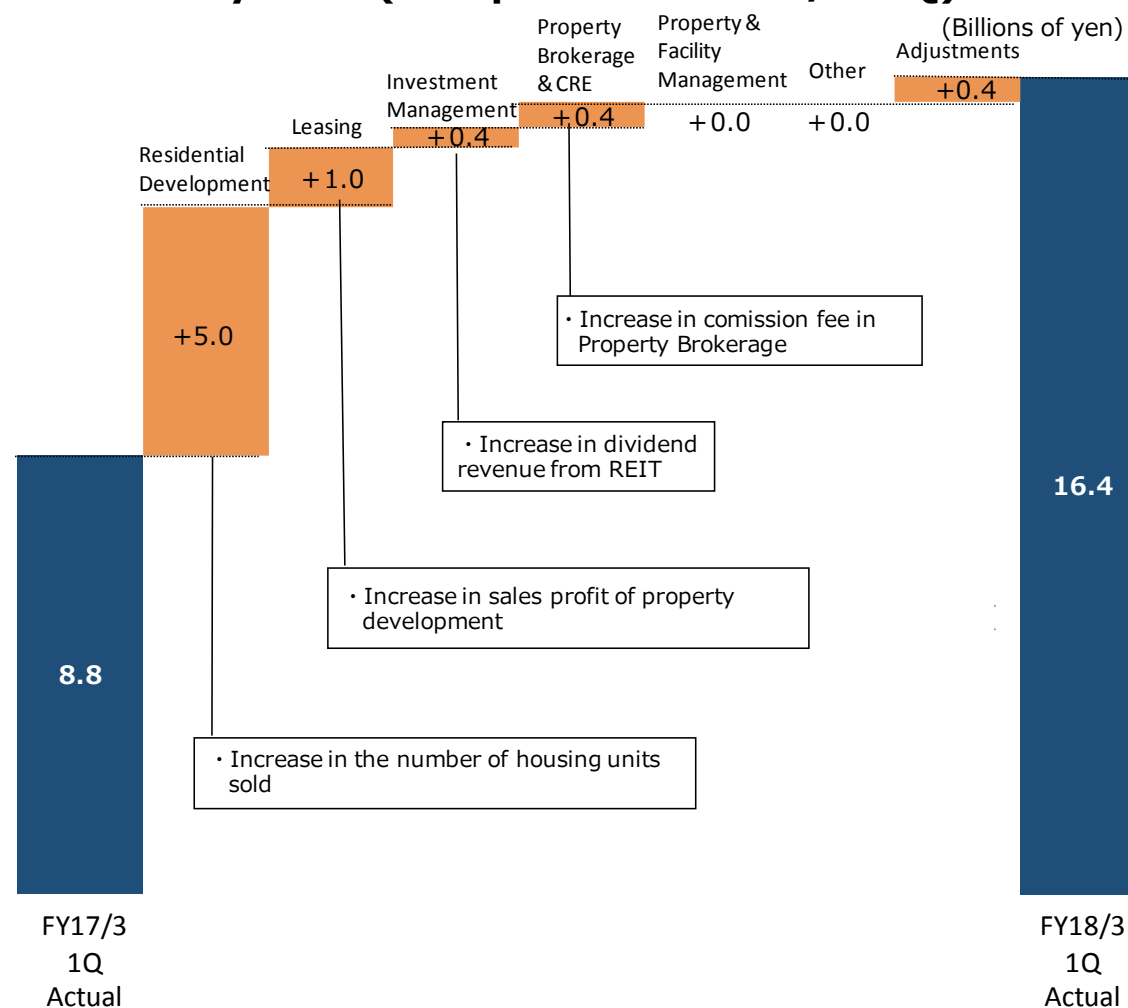 (Billions of yen)
Property
Brokerage
& CRE
Property &
Facility
Management
Other
Adjustments
Investment
Management
Leasing
Residential
Development
+0.4
+0.4
+0.4
+0.0
+0.0
+1.0
+5.0
・Increase in comission fee in
Property Brokerage
・Increase in dividend
revenue from REIT
16.4
・Increase in sales profit of property
development
8.8
・Increase in the number of housing units
sold
FY17/3
1Q
Actual
FY18/3
1Q
Actual